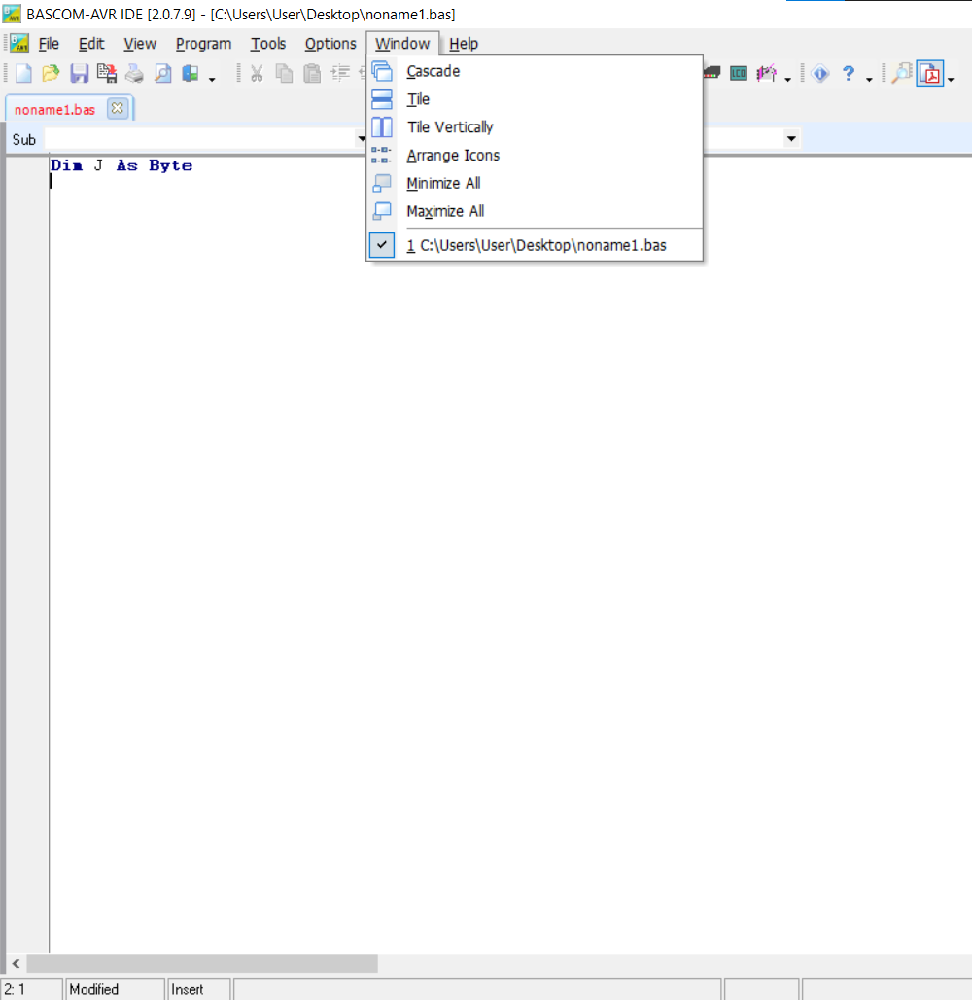 BASCOM-AVR IDE [2.0.7.9] - [C:\Users\User\Desktop\noname1.bas]
File Edit View Program Tools Options Window Help
Cascade
Tile
Tile Vertically
Arrange Icons
Minimize All
Maximize All
1 C:\Users\User\Desktop\noname1.bas
noname1.bas
Sub
Dim J As Byte
2: 1 Modified Insert